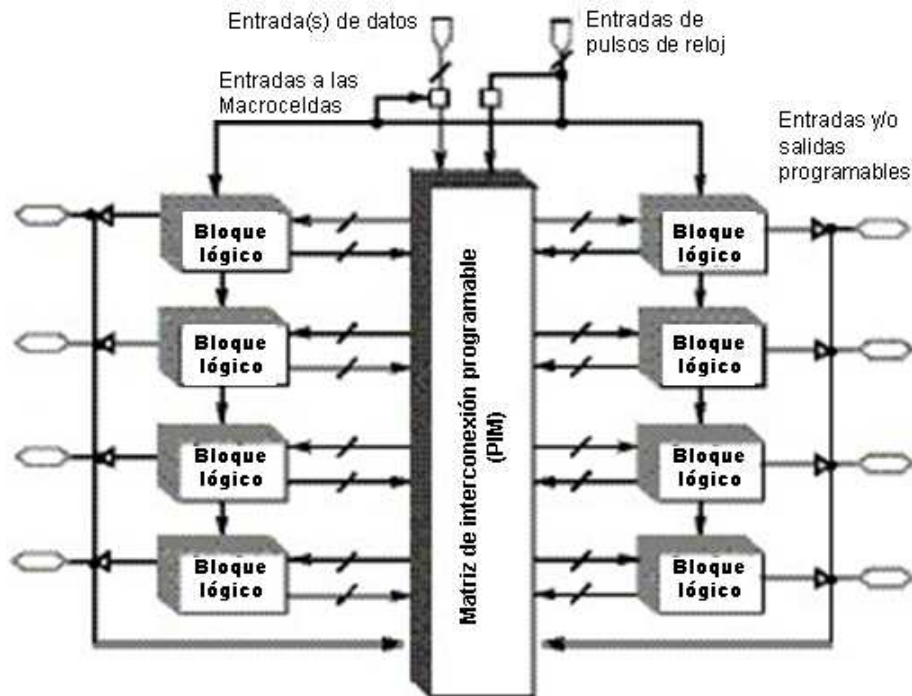 Entrada(s) de datos
Entradas de
pulsos de reloj
Entradas a las
Macroceldas
Entradas y/o
salidas
programables
Bloque
lógico
Bloque
lógico
Bloque
lógico
Bloque
lógico
Matriz de interconexión programable
(PIM)
Bloque
lógico
Bloque
lógico
Bloque
lógico
Bloque
lógico